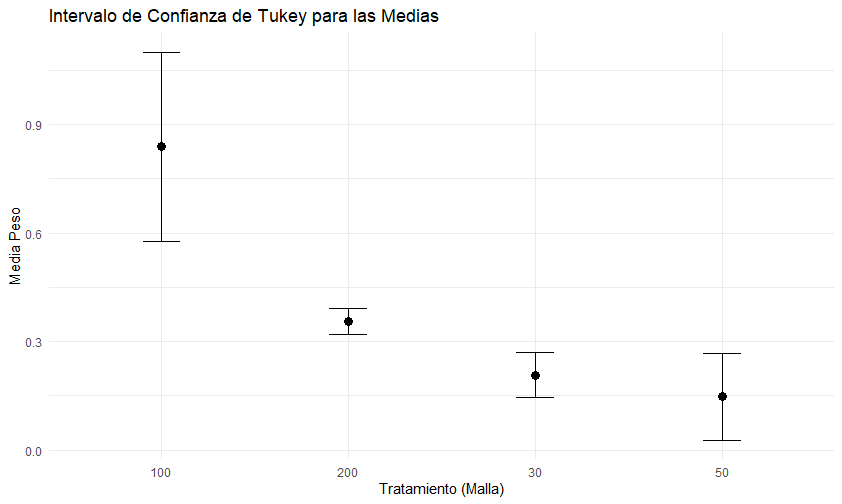 Intervalo de Confianza de Tukey para las Medias
Media Peso
0.9
0.6
0.3
0.0
100 200 30 50
Tratamiento (Malla)